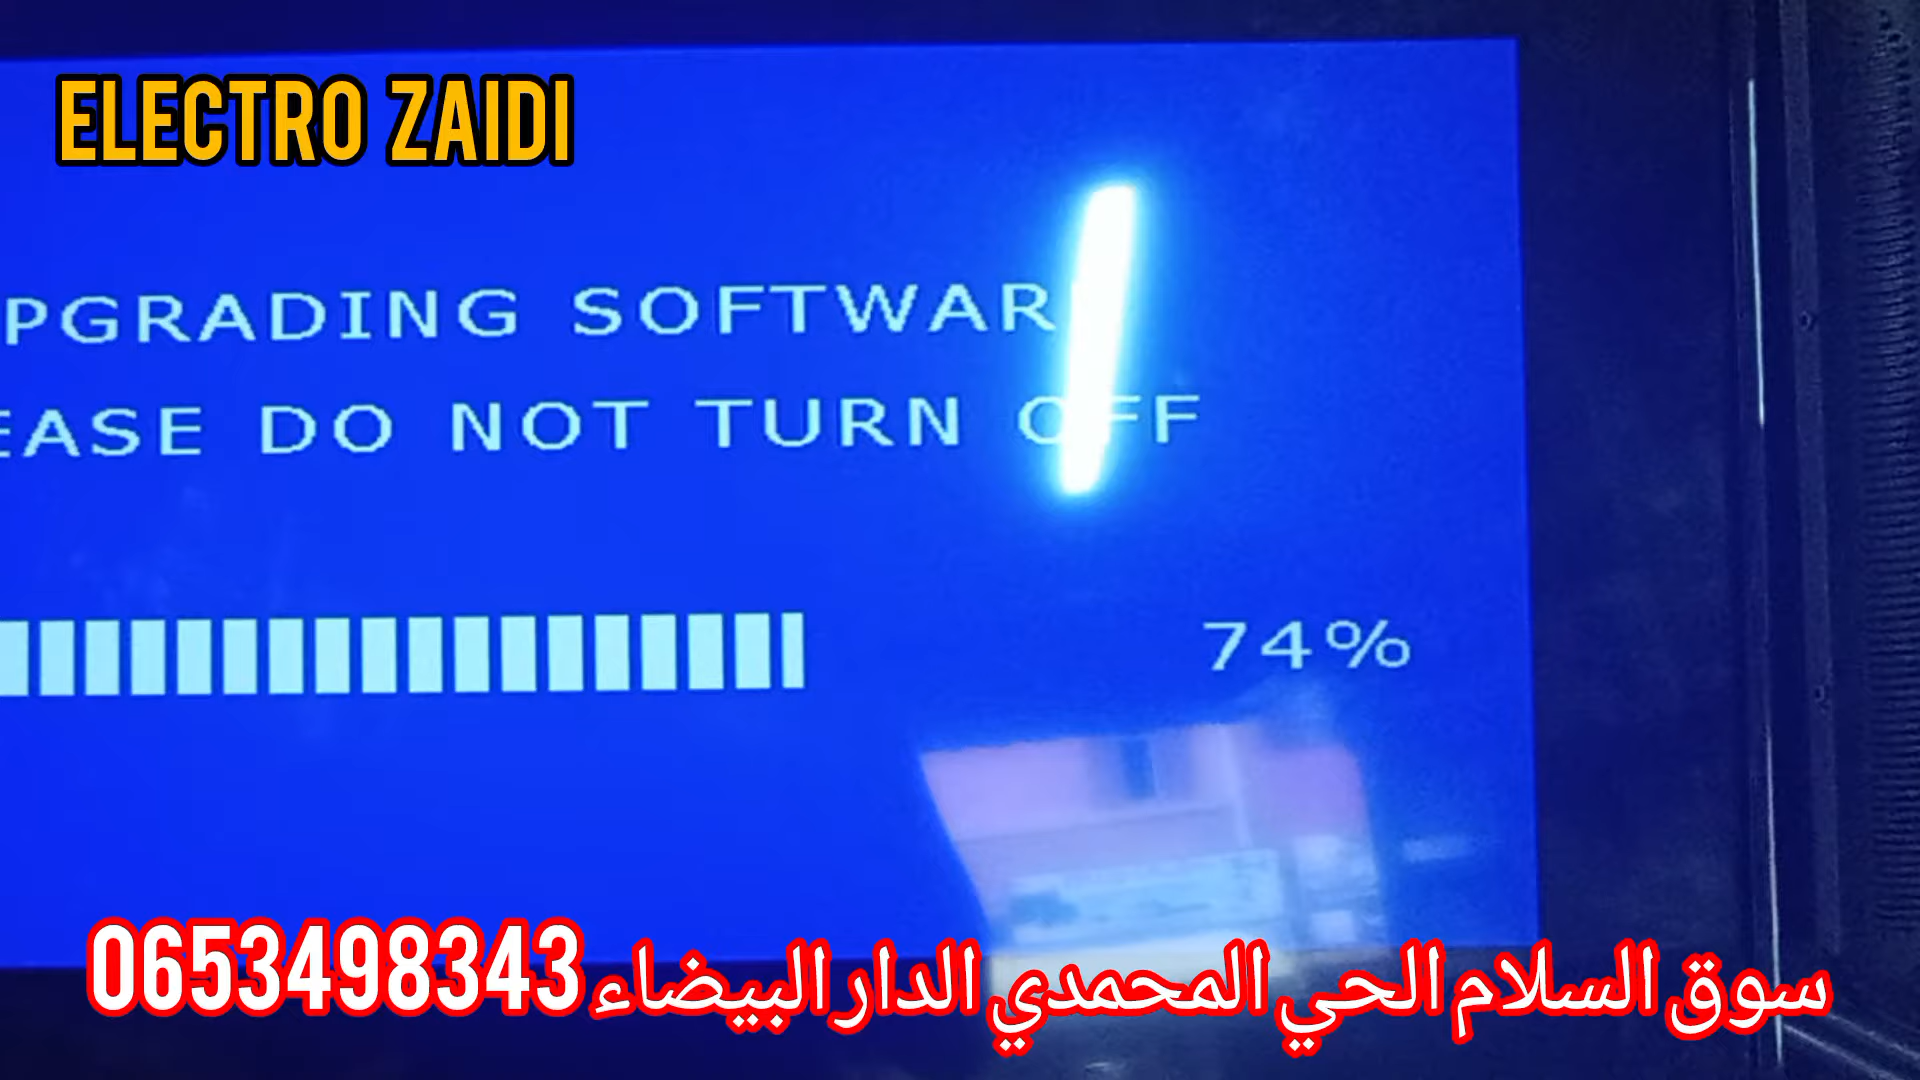 ELECTRO ZAIDI
PGRADING SOFTWAR
EASE DO NOT TURN OFF
74%
سوق السلام الحي المحمدي الدار البيضاء 0653498343